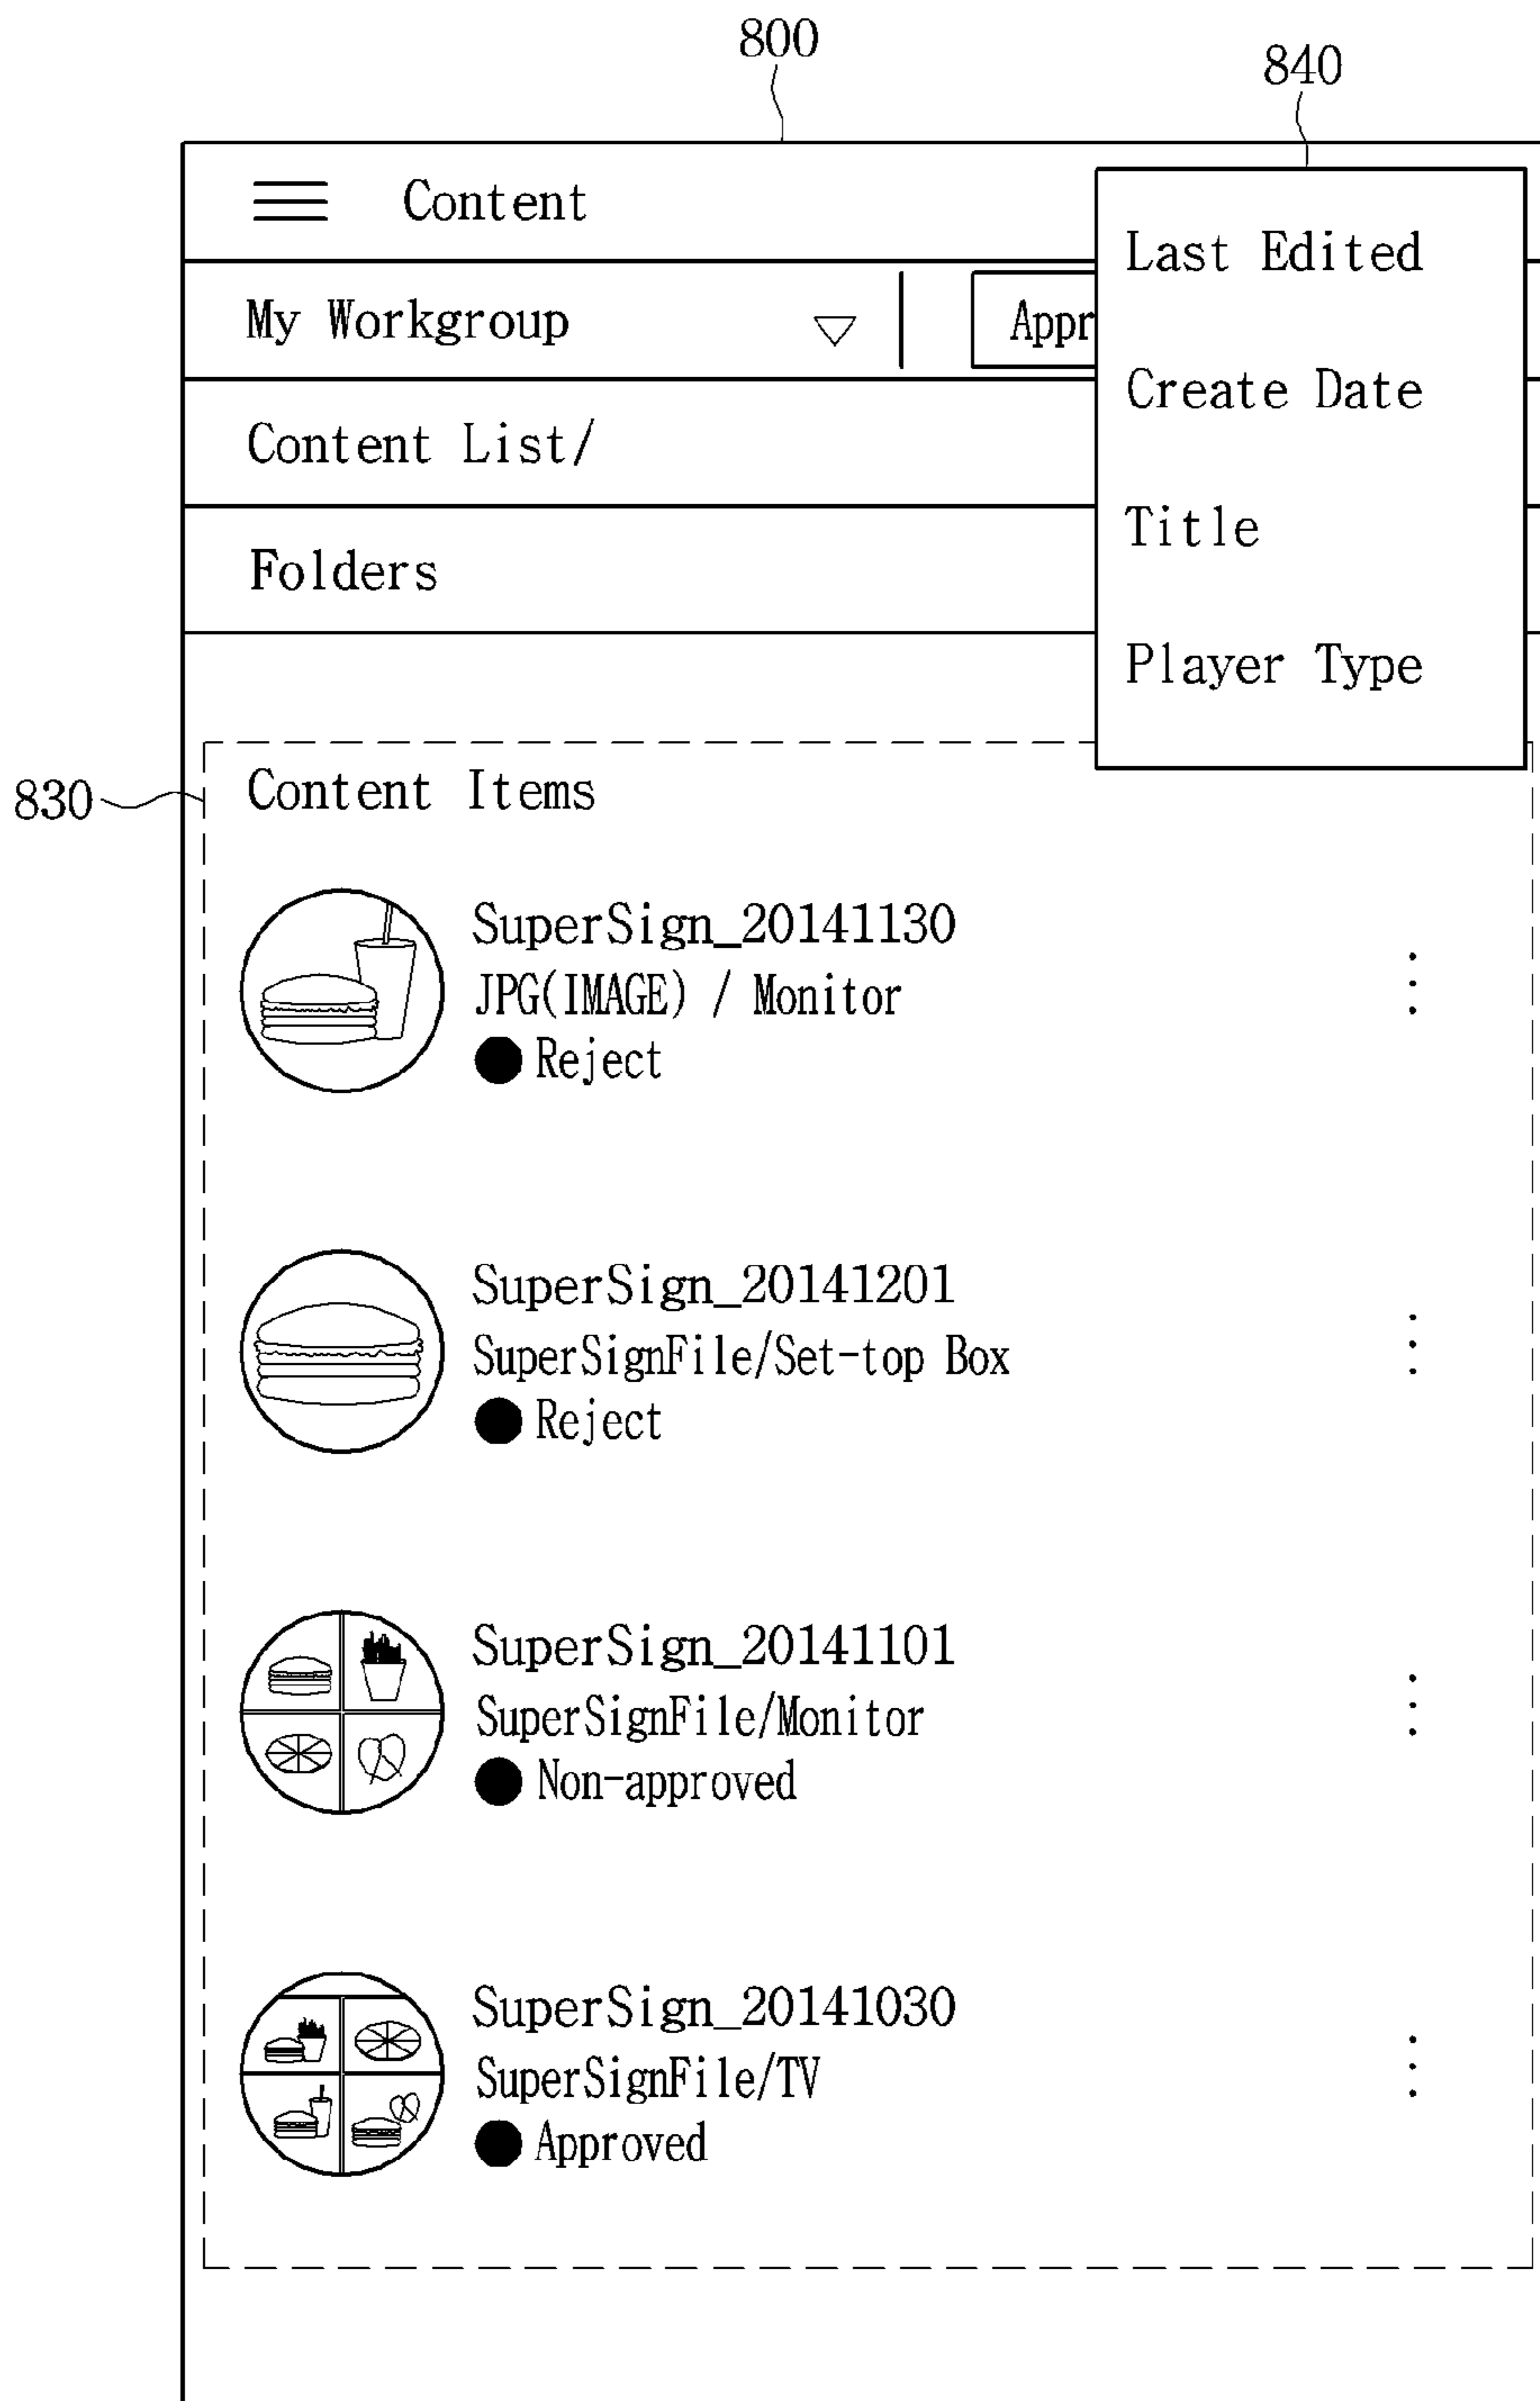 800
840
Content
Last Edited
My Workgroup
Appr
Create Date
Content List/
Title
Folders
Player Type
830
Content Items
SuperSign_20141130
JPG(IMAGE) / Monitor
Reject
SuperSign_20141201
SuperSignFile/Set-top Box
Reject
SuperSign_20141101
SuperSignFile/Monitor
Non-approved
SuperSign_20141030
SuperSignFile/TV
Approved